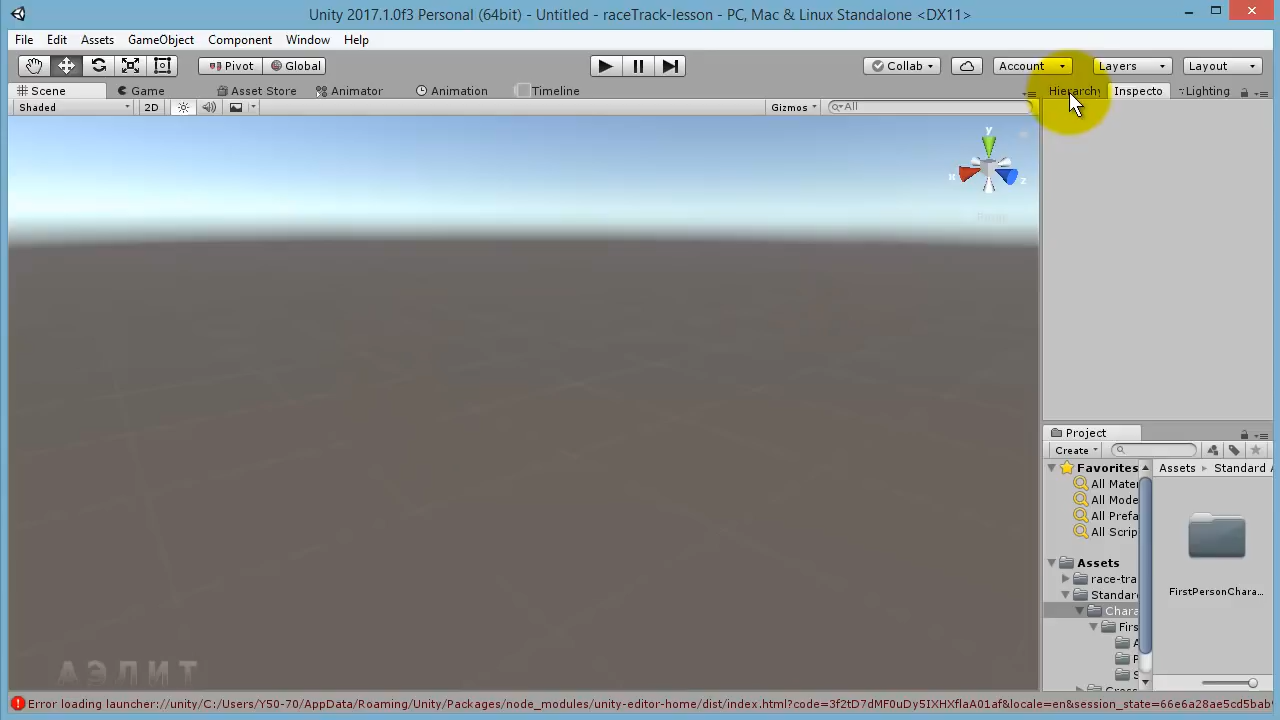 Unity 2017.1.0f3 Personal (64bit) - Untitled - raceTrack-lesson - PC, Mac & Linux Standalone <DX11>
File Edit Assets GameObject Component Window Help
Pivot Global Collab Account Layers Layout
Scene Game Asset Store Animator Animation Timeline Hierarchy Inspecto Lighting
Shaded 2D Gizmos All
y
x z
Project
Create
Favorites Assets Standard A
All Mater
All Mode
All Prefa
All Scrip
Assets
race-tra
FirstPersonChara...
Standard
Chara
Firs
АЭЛИТ
Error loading launcher://unity/C:/Users/Y50-70/AppData/Roaming/Unity/Packages/node_modules/unity-editor-home/dist/index.html?code=3f2tD7dMF0uDy5IXHXflaA01af&locale=en&session_state=66e6a28ae5cd5bab